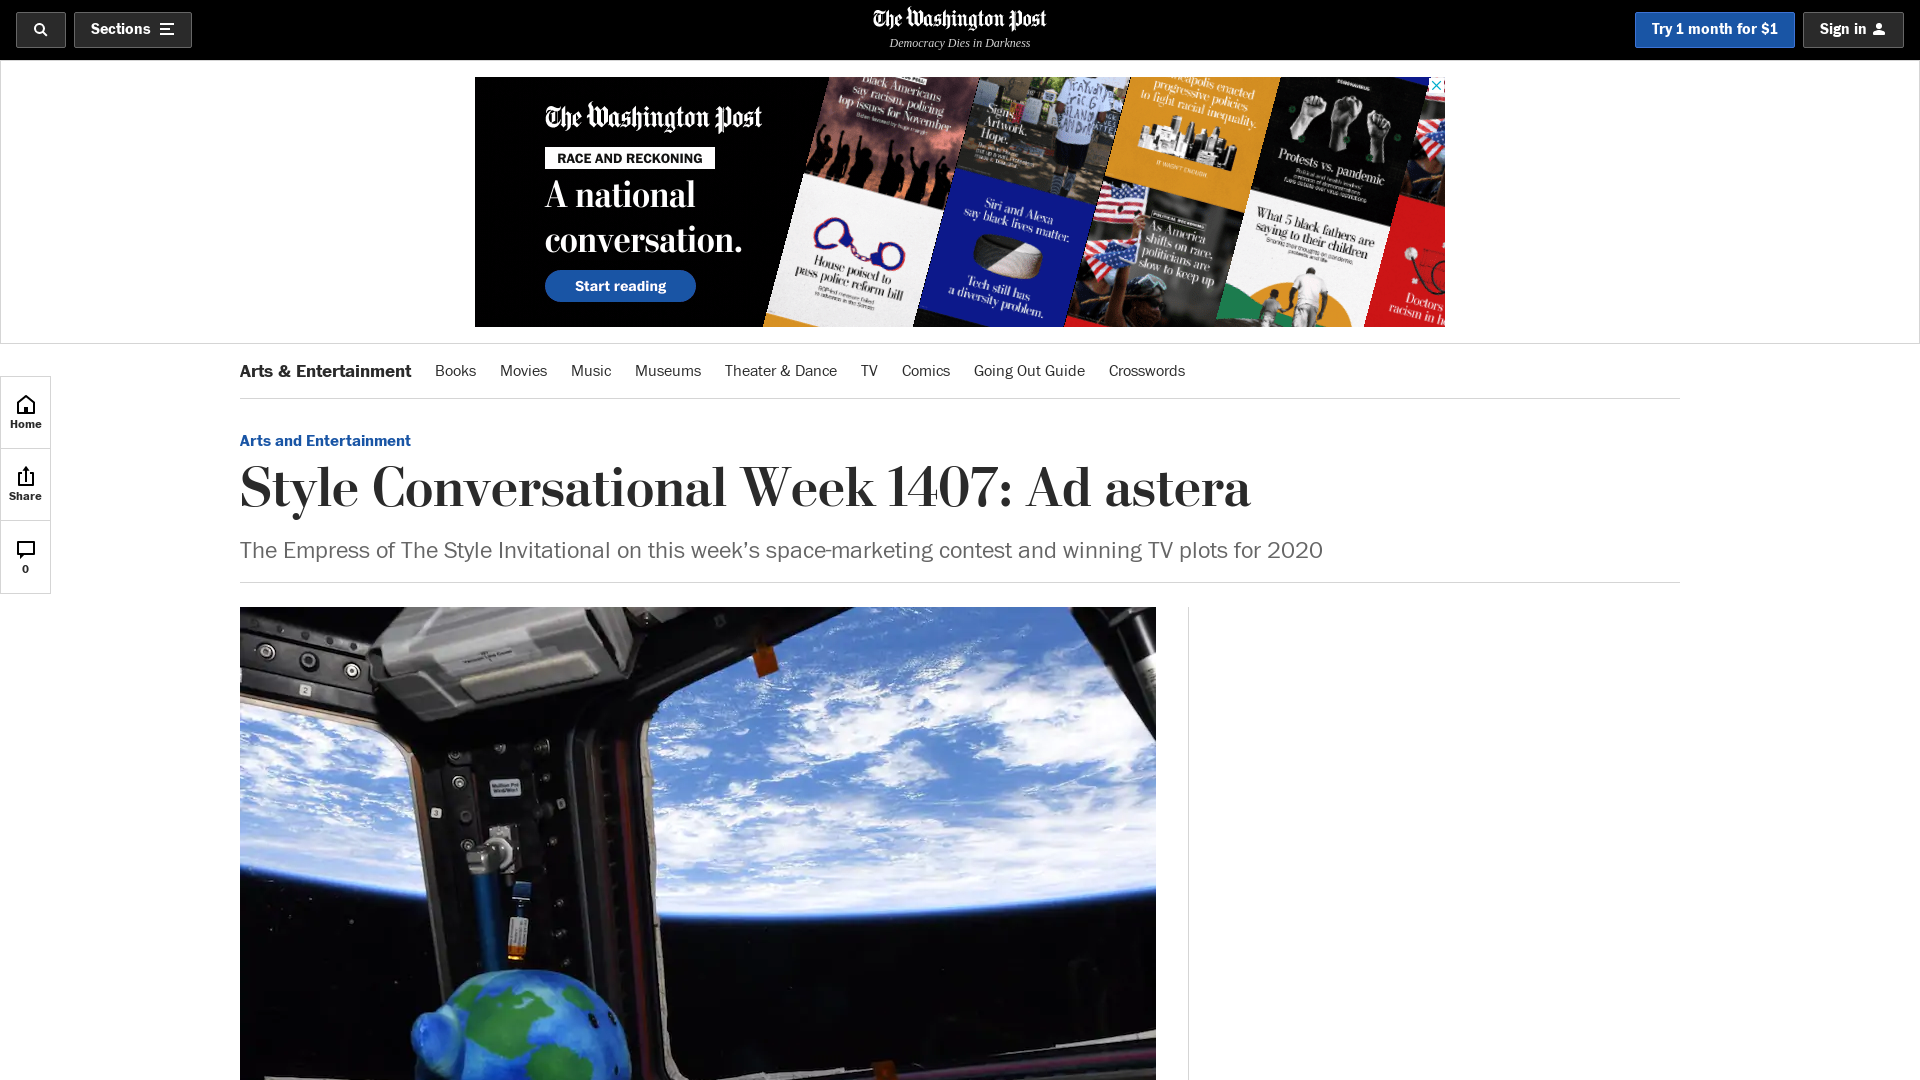 Sections
The Washington Post
Democracy Dies in Darkness
Try 1 month for $1
Sign in
The Washington Post
RACE AND RECKONING
A national
conversation.
Start reading
Black Americans
say racism, policing
top issues for November
Signs.
Artwork.
Hope.
progressive policies
to fight racial inequality.
IT WASN'T ENOUGH
CORONAVIRUS
Protests vs. pandemic
House poised to
pass police reform bill
Siri and Alexa
say black lives matter.
Tech still has
a diversity problem.
As America
shifts on race,
politicians are
slow to keep up
What 5 black fathers are
saying to their children
Doctors
racism in
Arts & Entertainment
Books
Movies
Music
Museums
Theater & Dance
TV
Comics
Going Out Guide
Crosswords
Home
Share
0
Arts and Entertainment
Style Conversational Week 1407: Ad astera
The Empress of The Style Invitational on this week’s space-marketing contest and winning TV plots for 2020
2
3